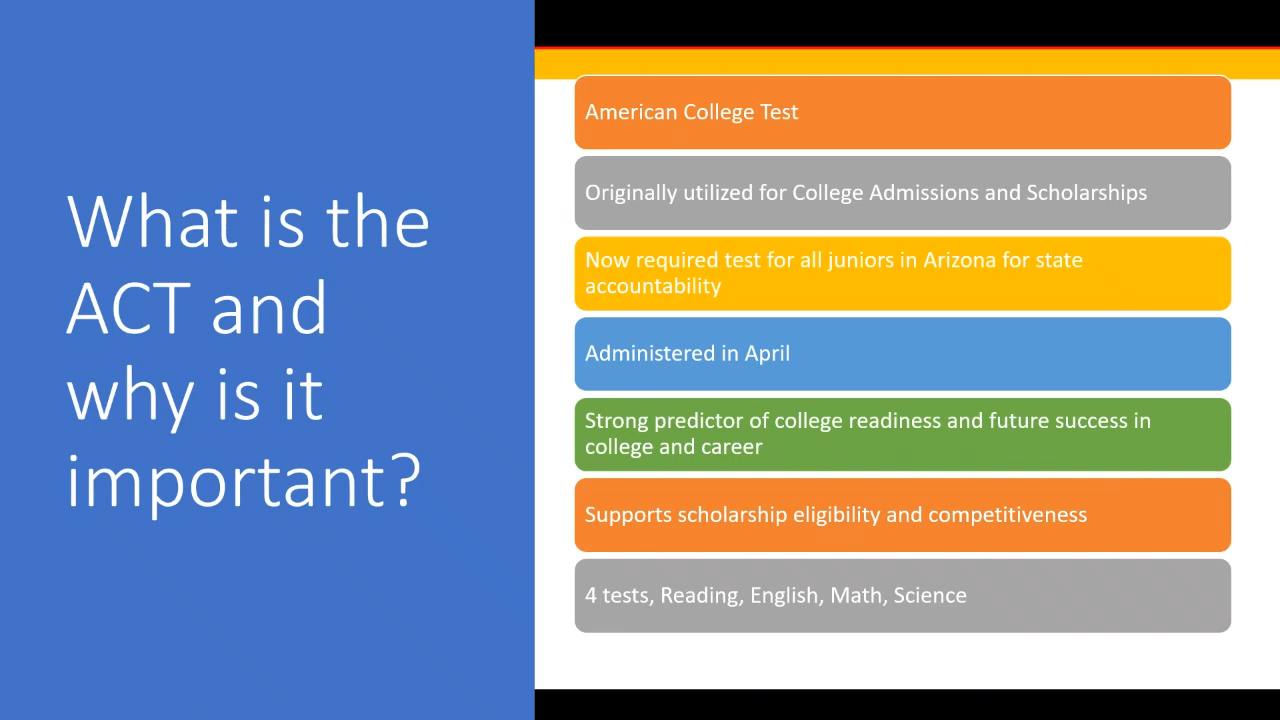 What is the
ACT and
why is it
important?
American College Test
Originally utilized for College Admissions and Scholarships
Now required test for all juniors in Arizona for state
accountability
Administered in April
Strong predictor of college readiness and future success in
college and career
Supports scholarship eligibility and competitiveness
4 tests, Reading, English, Math, Science